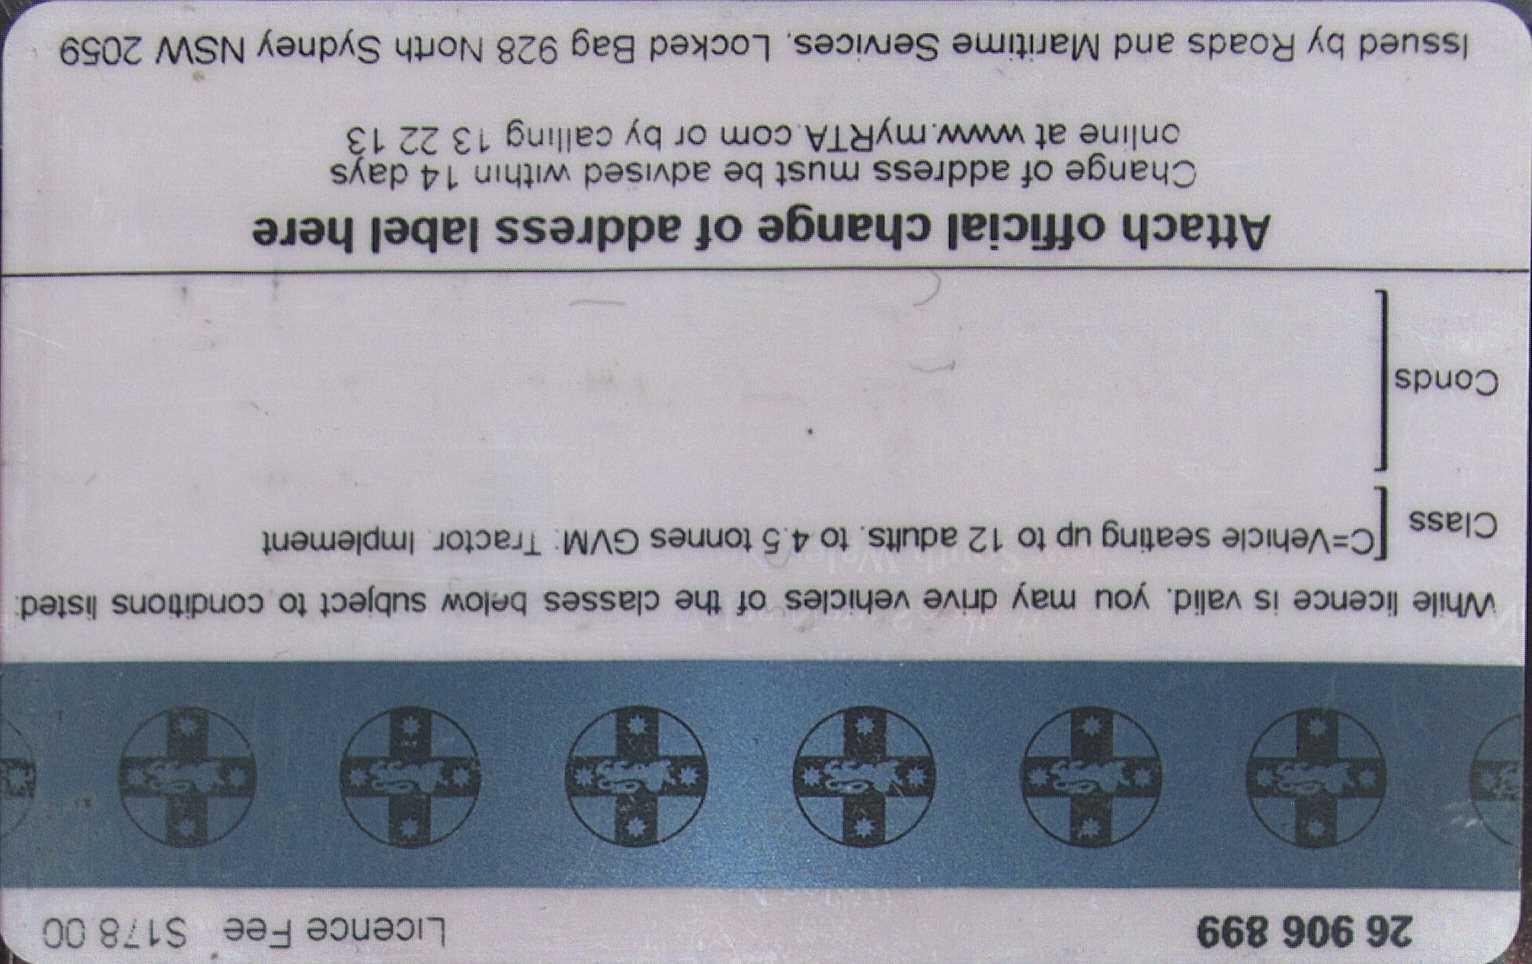 26 906 899 Licence Fee $178.00
While licence is valid, you may drive vehicles of the classes below subject to conditions listed:
Class [C=Vehicle seating up to 12 adults, to 4.5 tonnes GVM: Tractor: Implement
Conds [
Attach official change of address label here
Change of address must be advised within 14 days
online at www.myRTA.com or by calling 13 22 13
Issued by Roads and Maritime Services, Locked Bag 928 North Sydney NSW 2059